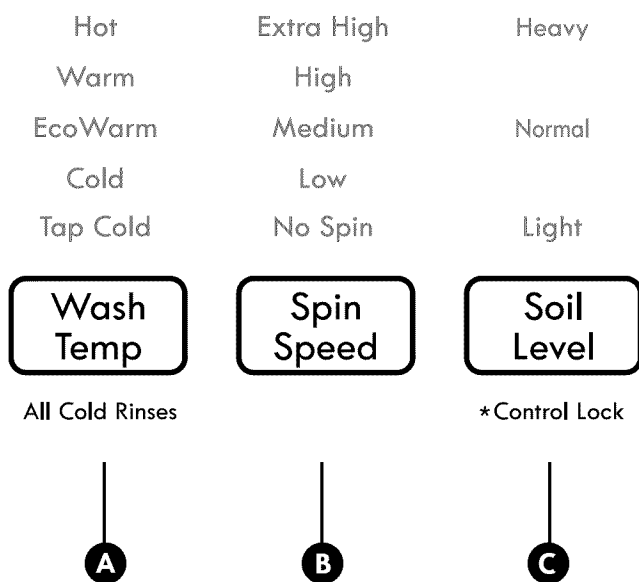 Hot Extra High Heavy
Warm High
EcoWarm Medium Normal
Cold Low
Tap Cold No Spin Light
Wash Spin Soil
Temp Speed Level
All Cold Rinses *Control Lock
A B C